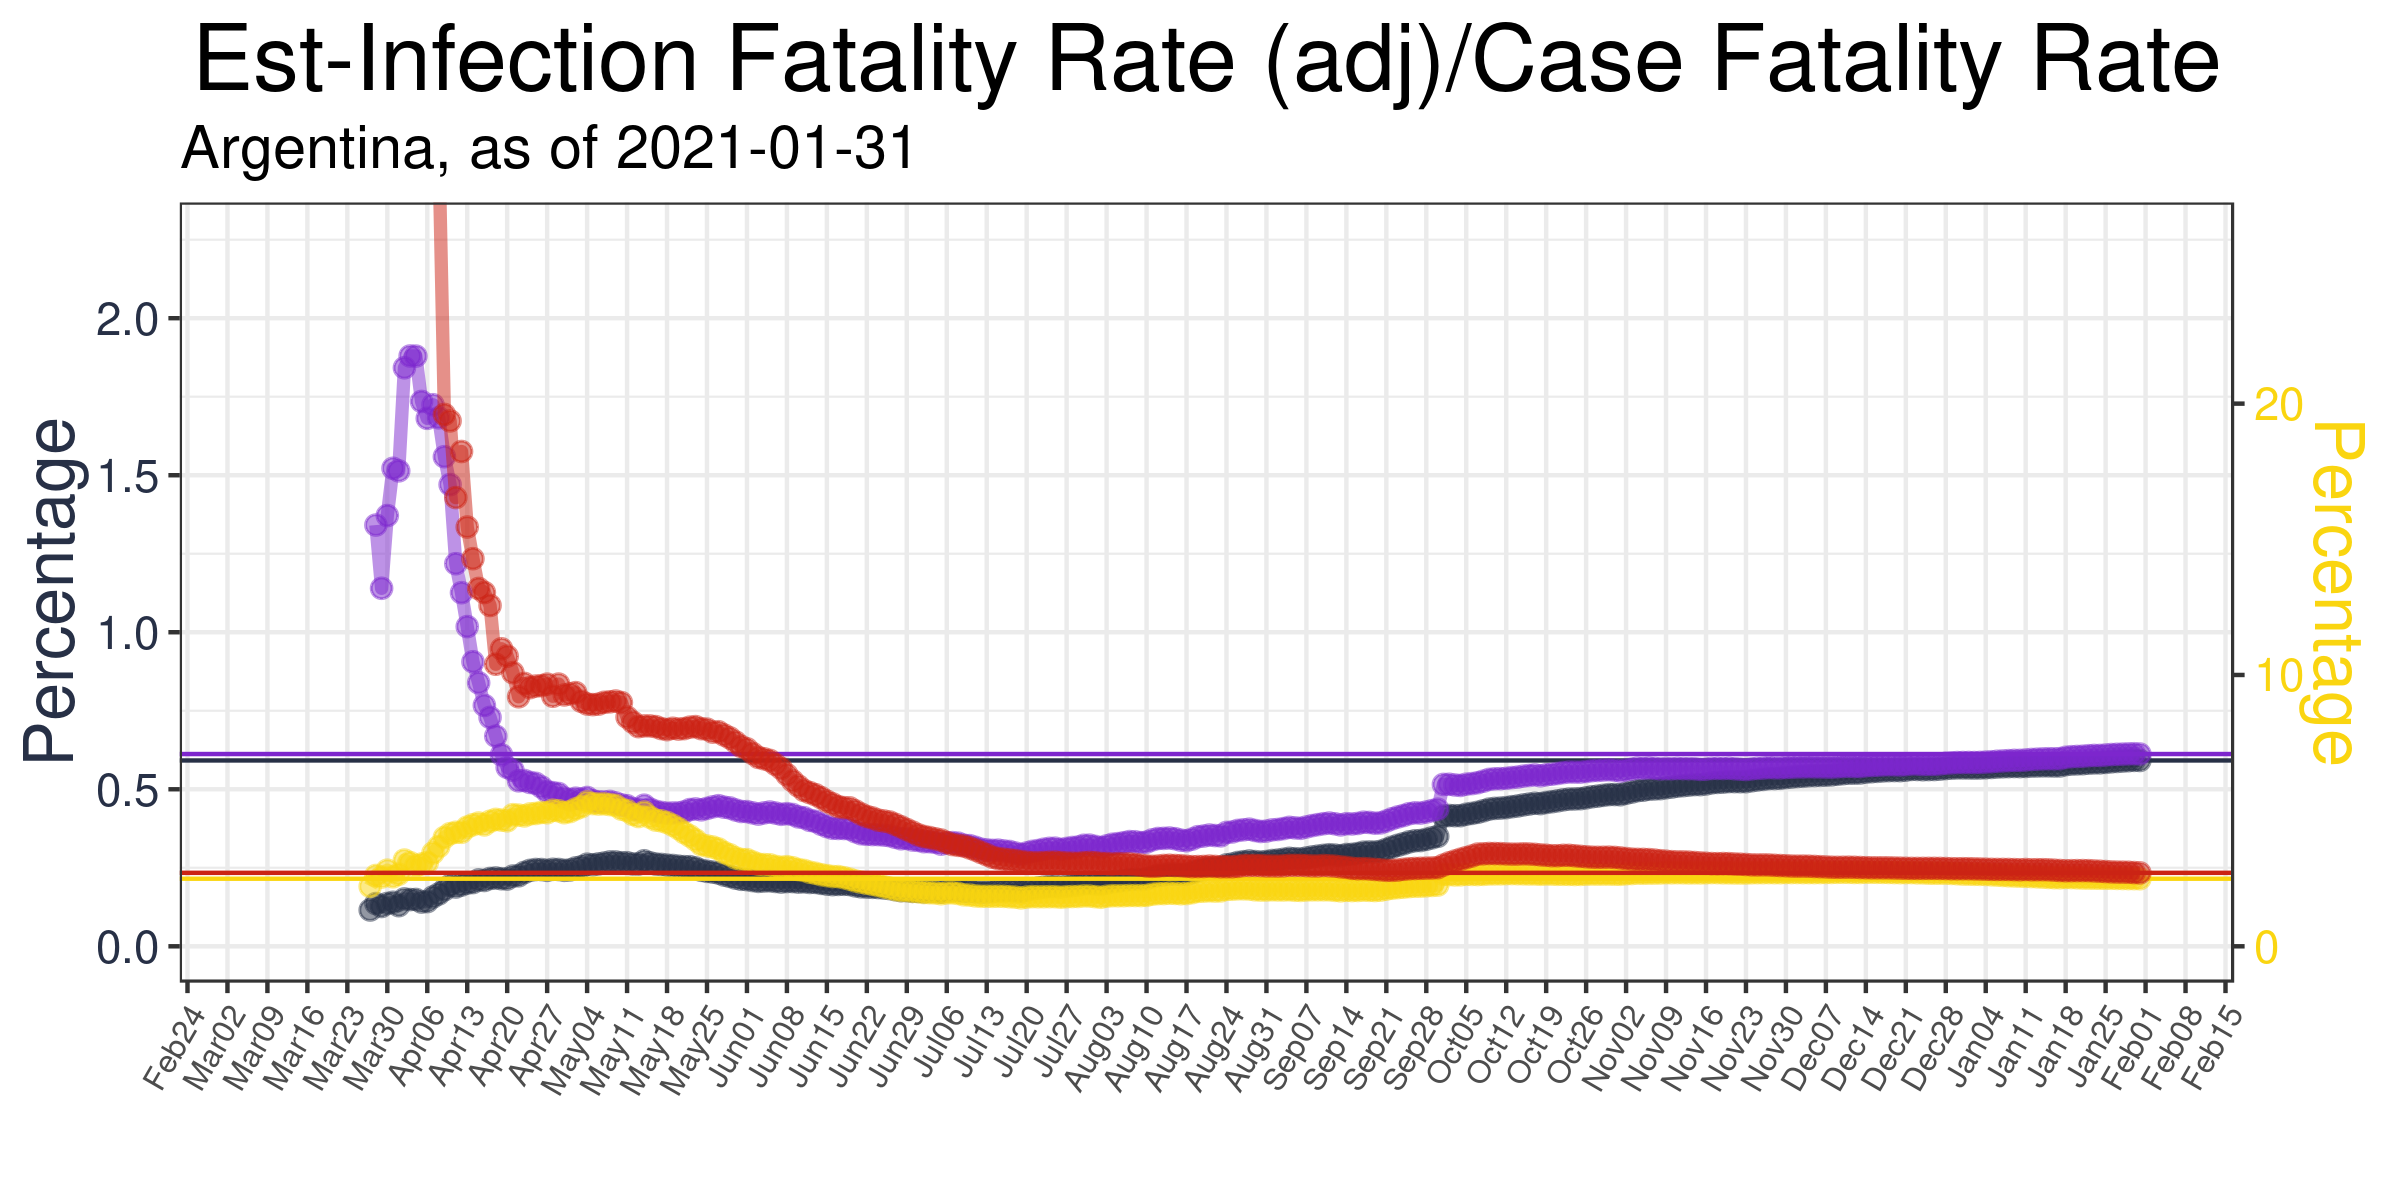 Est-Infection Fatality Rate (adj)/Case Fatality Rate
Argentina, as of 2021-01-31
Percentage
2.0
1.5
1.0
0.5
0.0
20
10
0
Percentage
Feb24
Mar02
Mar09
Mar16
Mar23
Mar30
Apr06
Apr13
Apr20
Apr27
May04
May11
May18
May25
Jun01
Jun08
Jun15
Jun22
Jun29
Jul06
Jul13
Jul20
Jul27
Aug03
Aug10
Aug17
Aug24
Aug31
Sep07
Sep14
Sep21
Sep28
Oct05
Oct12
Oct19
Oct26
Nov02
Nov09
Nov16
Nov23
Nov30
Dec07
Dec14
Dec21
Dec28
Jan04
Jan11
Jan18
Jan25
Feb01
Feb08
Feb15